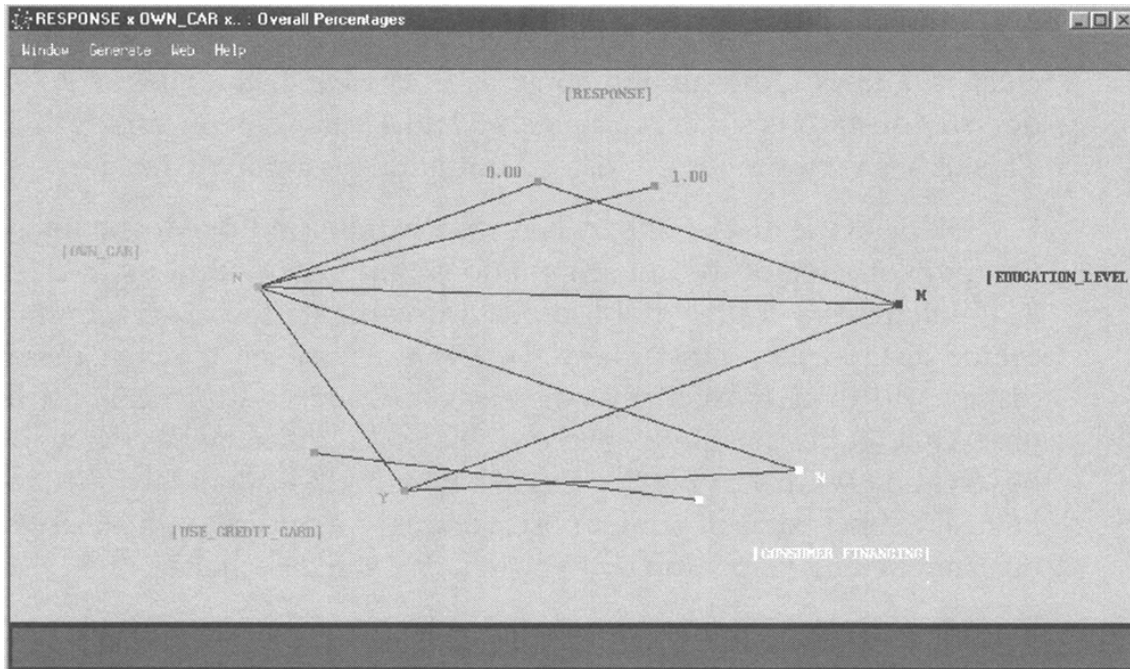 RESPONSE x OWN_CAR x.. : Overall Percentages
Window Generate Web Help
[RESPONSE]
0.00 1.00
[OWN_CAR]
N
[EDUCATION_LEVEL
M
Y
N
[USE_CREDIT_CARD]
[CONSUMER_FINANCING]